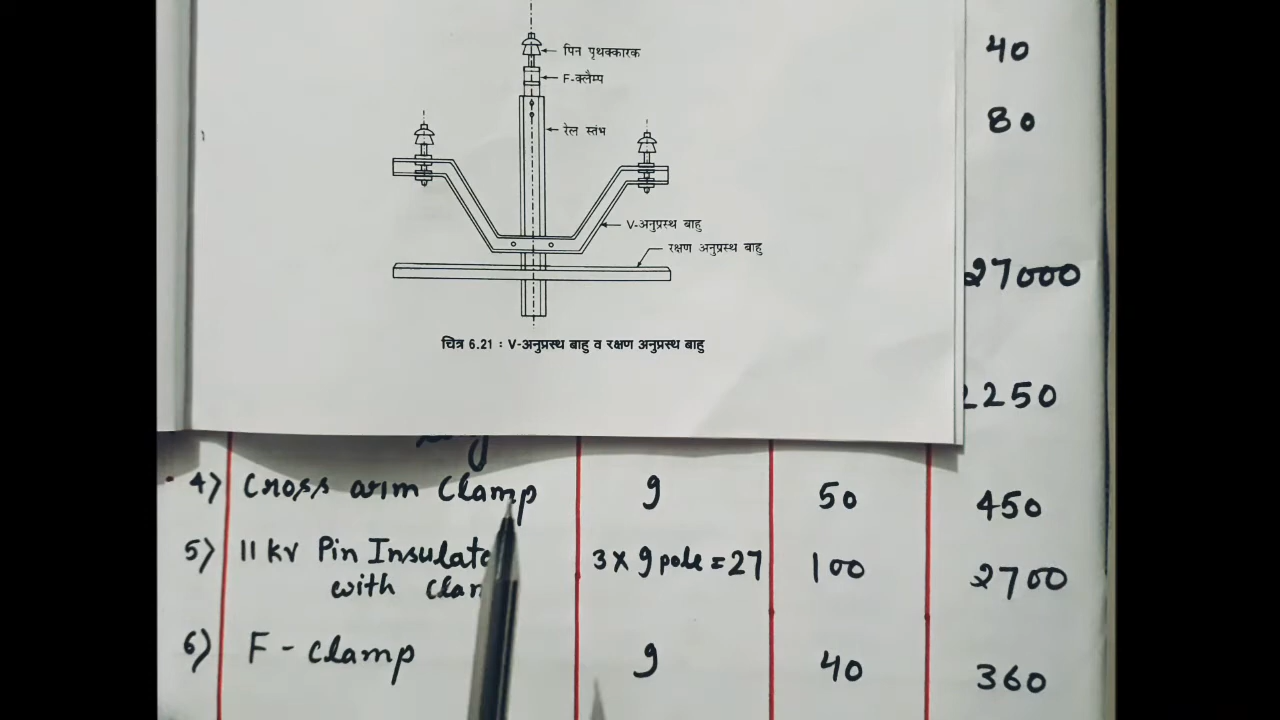 पिन पृथक्कारक
F-क्लैम्प
रेल स्तंभ
V-अनुप्रस्थ बाहु
रक्षण अनुप्रस्थ बाहु
चित्र 6.21 : V-अनुप्रस्थ बाहु व रक्षण अनुप्रस्थ बाहु
40
80
27000
2250
4) Cross arm Clamp 9 50 450
5) 11 kv Pin 3 x 9 pole = 27 100 2700
with
6) F - clamp 9 40 360